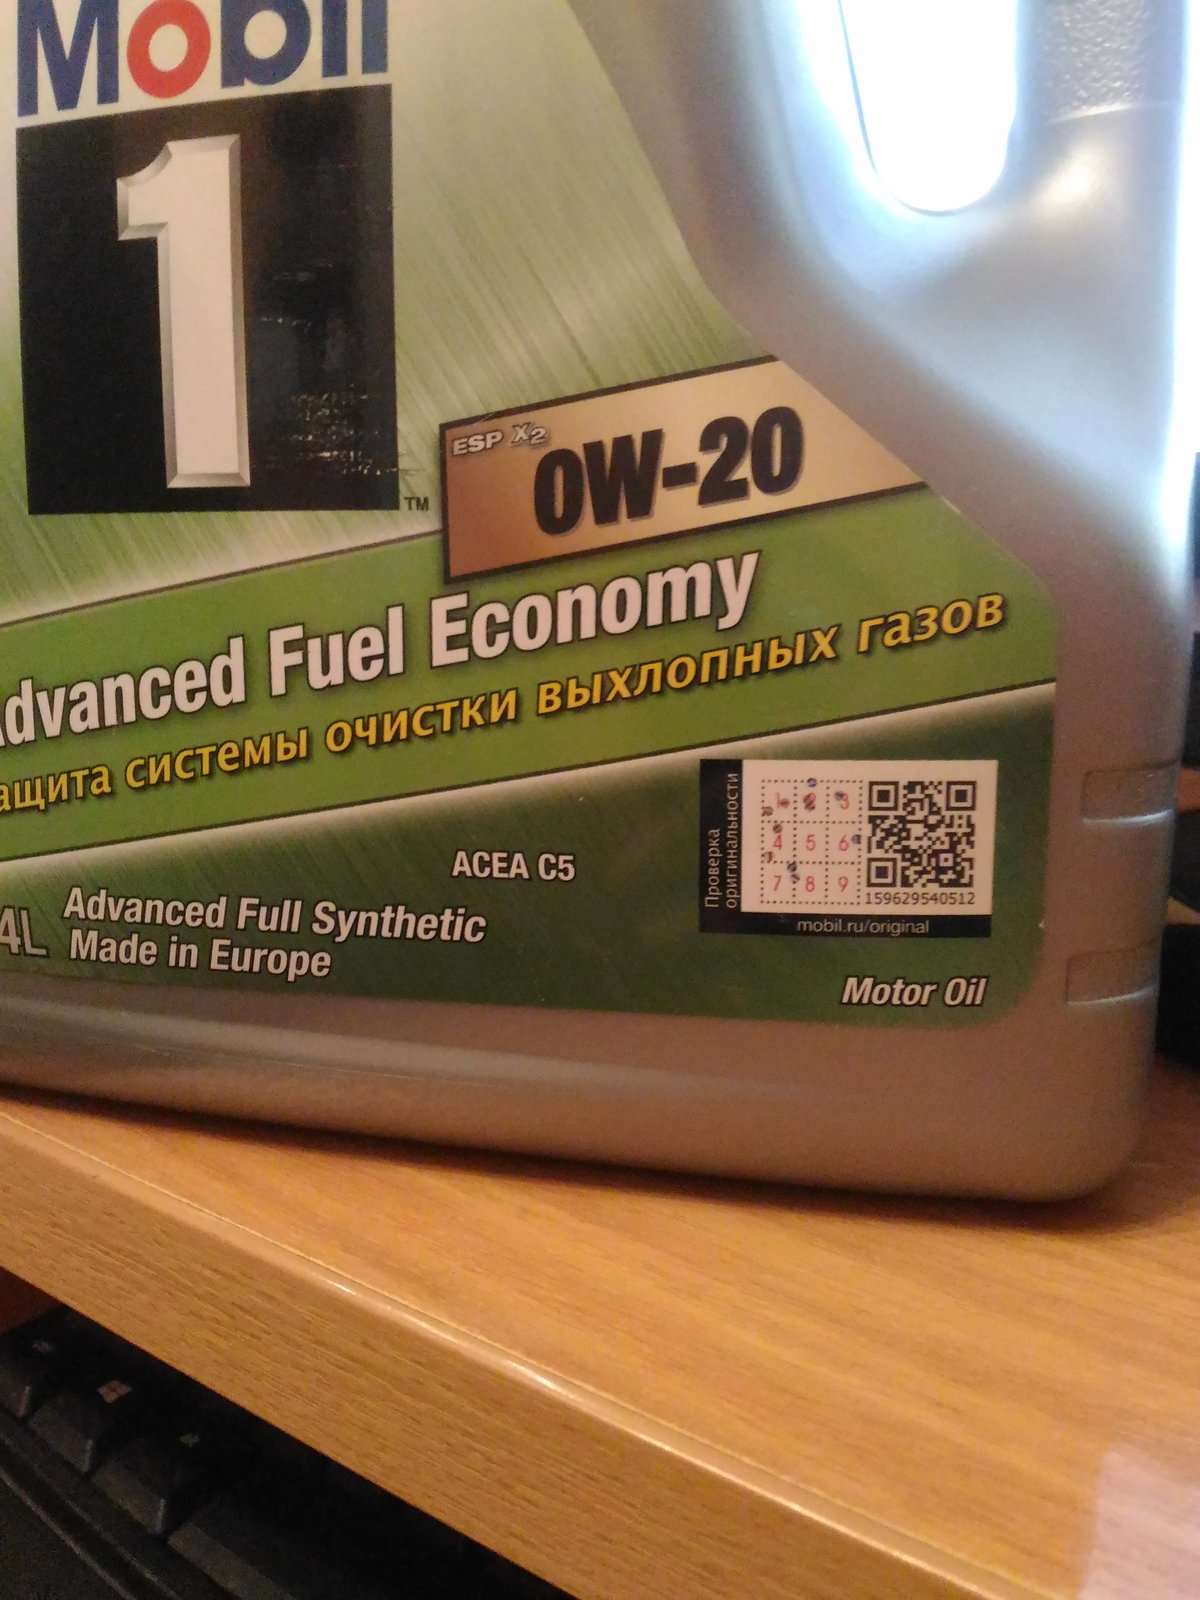 Mobil
1
TM
ESP X2
0W-20
Advanced Fuel Economy
защита системы очистки выхлопных газов
ACEA C5
4L
Advanced Full Synthetic
Made in Europe
Проверка
оригинальности
1 2 3
4 5 6
7 8 9
159629540512
mobil.ru/original
Motor Oil